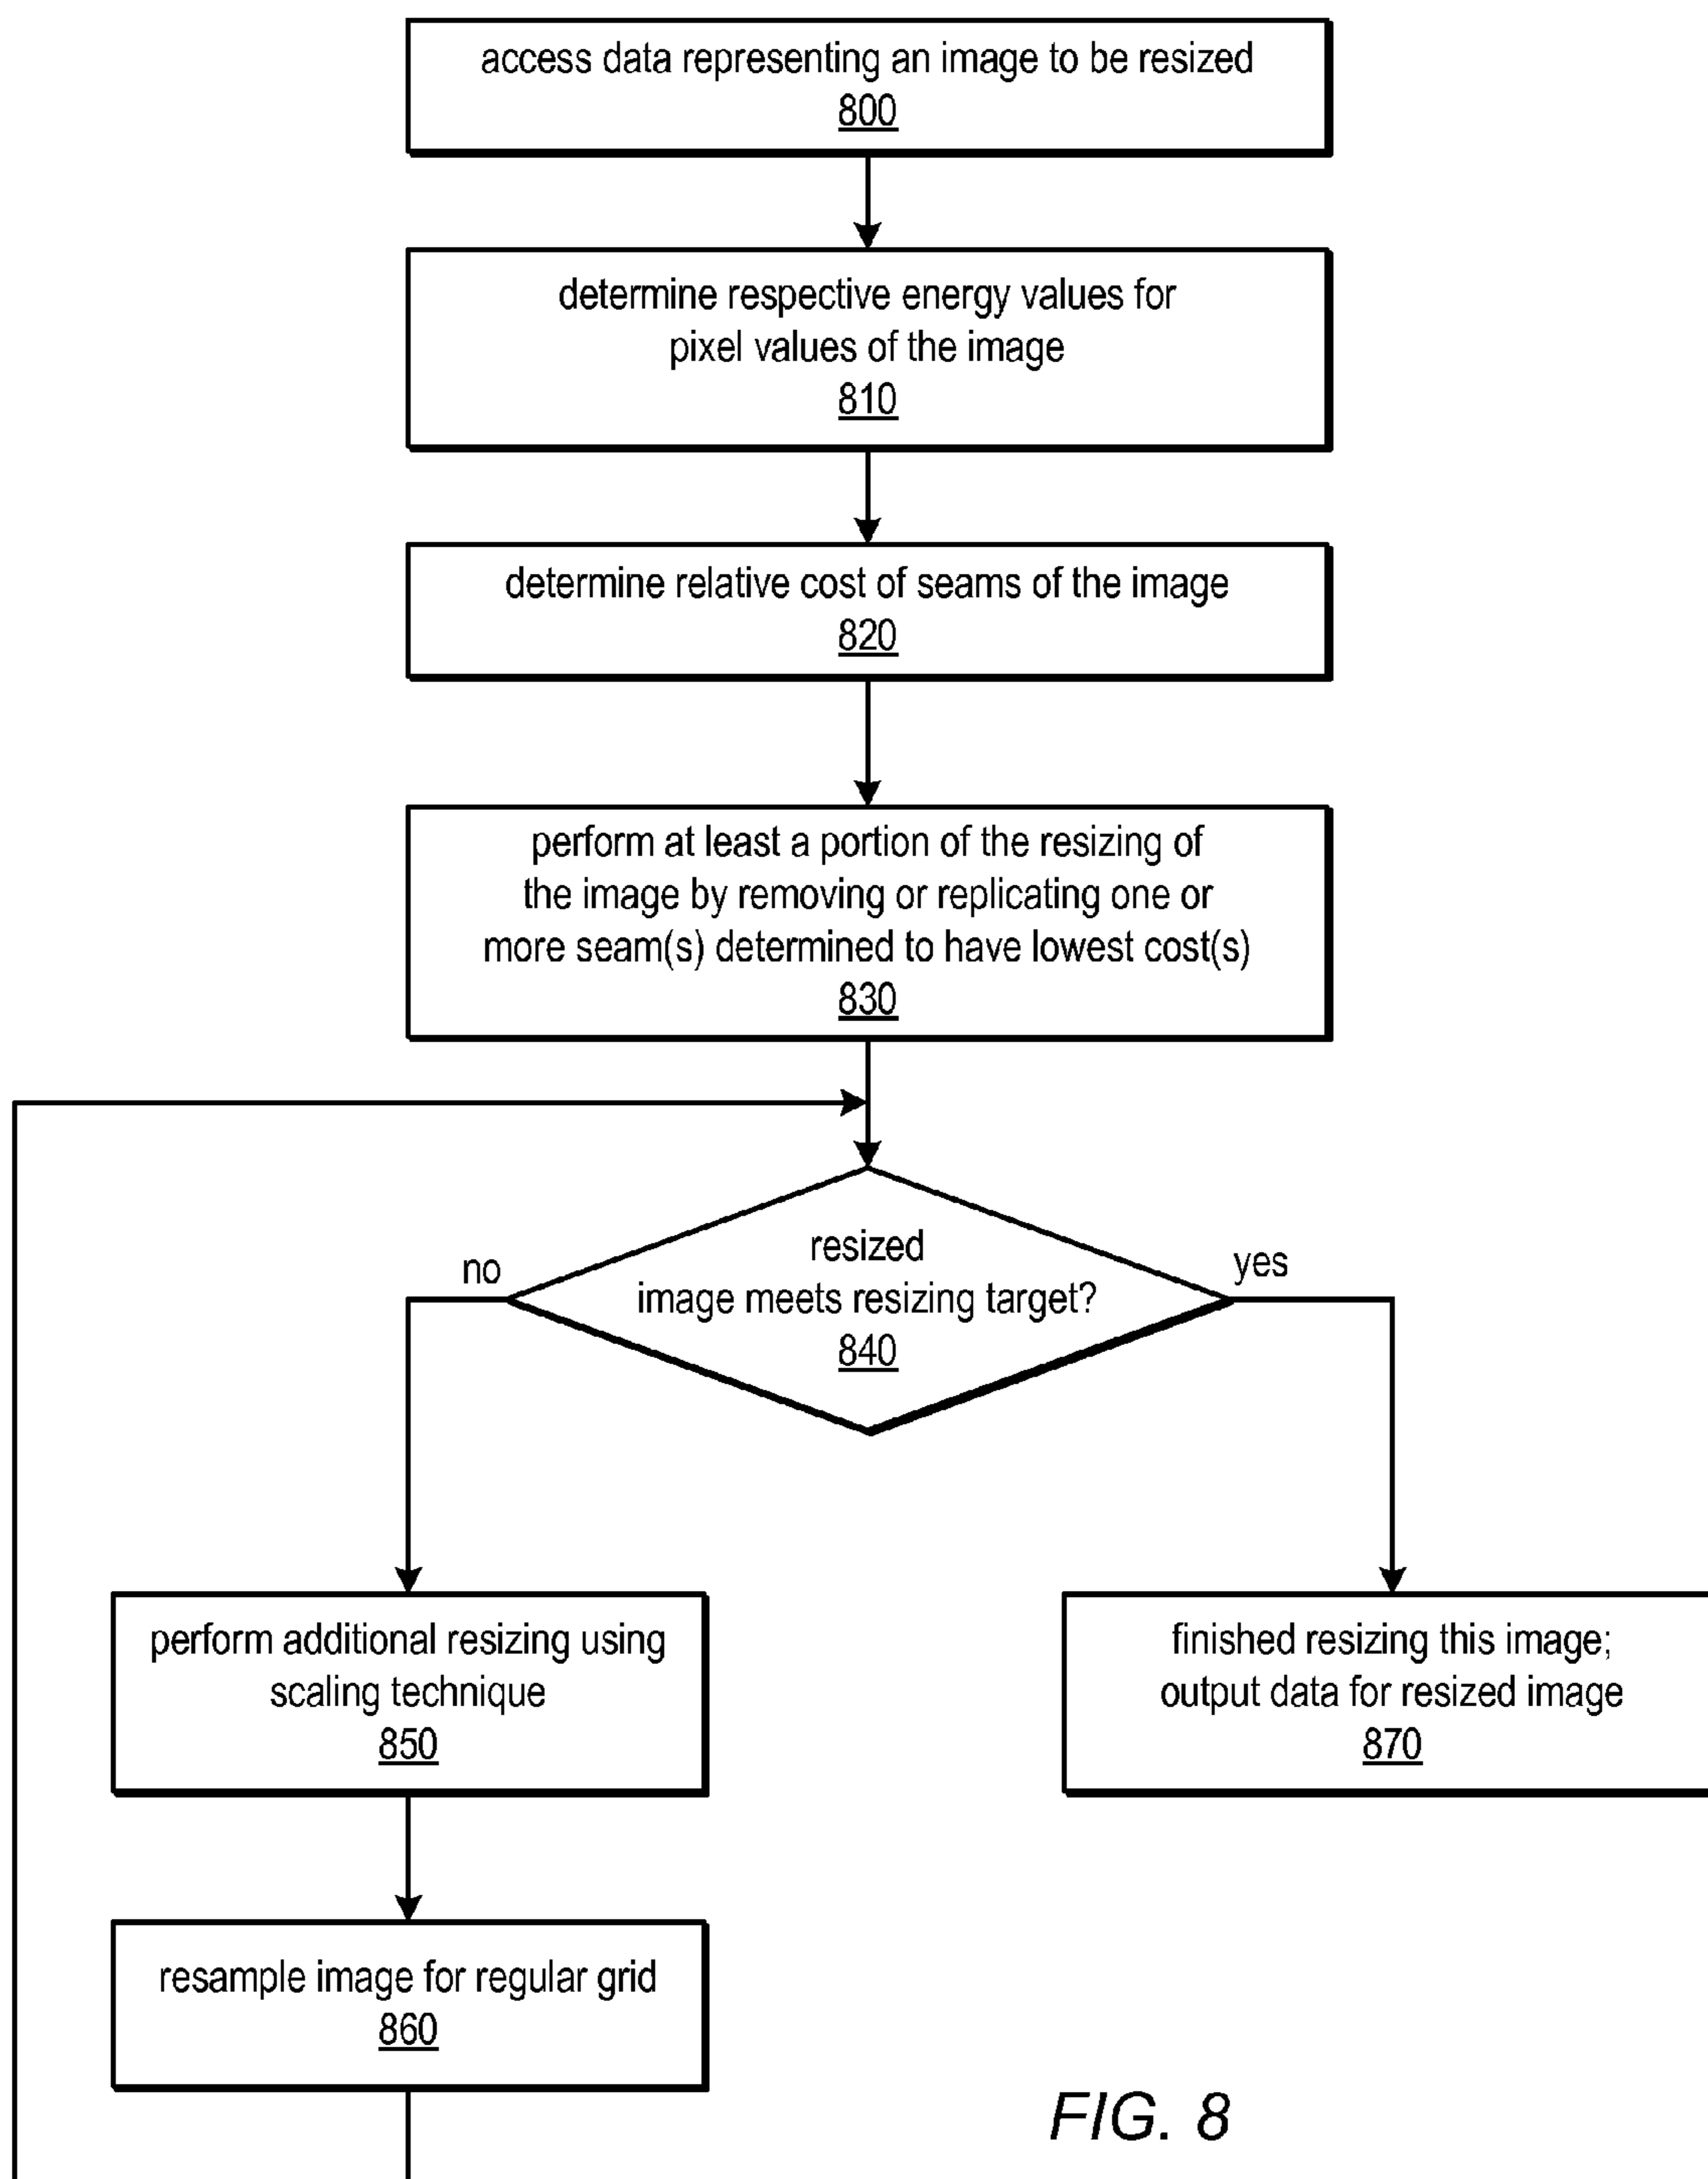 access data representing an image to be resized
800
determine respective energy values for
pixel values of the image
810
determine relative cost of seams of the image
820
perform at least a portion of the resizing of
the image by removing or replicating one or
more seam(s) determined to have lowest cost(s)
830
resized
image meets resizing target?
840
no
yes
perform additional resizing using
scaling technique
850
finished resizing this image;
output data for resized image
870
resample image for regular grid
860
FIG. 8